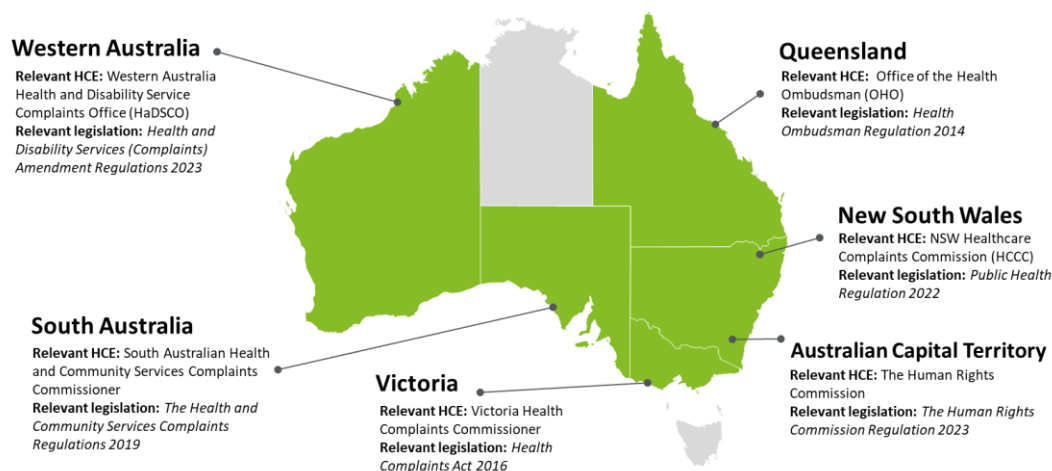 Western Australia
Relevant HCE: Western Australia
Health and Disability Service
Complaints Office (HaDSCO)
Relevant legislation: Health and
Disability Services (Complaints)
Amendment Regulations 2023
Queensland
Relevant HCE: Office of the Health
Ombudsman (OHO)
Relevant legislation: Health
Ombudsman Regulation 2014
New South Wales
Relevant HCE: NSW Healthcare
Complaints Commission (HCCC)
Relevant legislation: Public Health
Regulation 2022
South Australia
Relevant HCE: South Australian Health
and Community Services Complaints
Commissioner
Relevant legislation: The Health and
Community Services Complaints
Regulations 2019
Victoria
Relevant HCE: Victoria Health
Complaints Commissioner
Relevant legislation: Health
Complaints Act 2016
Australian Capital Territory
Relevant HCE: The Human Rights
Commission
Relevant legislation: The Human Rights
Commission Regulation 2023